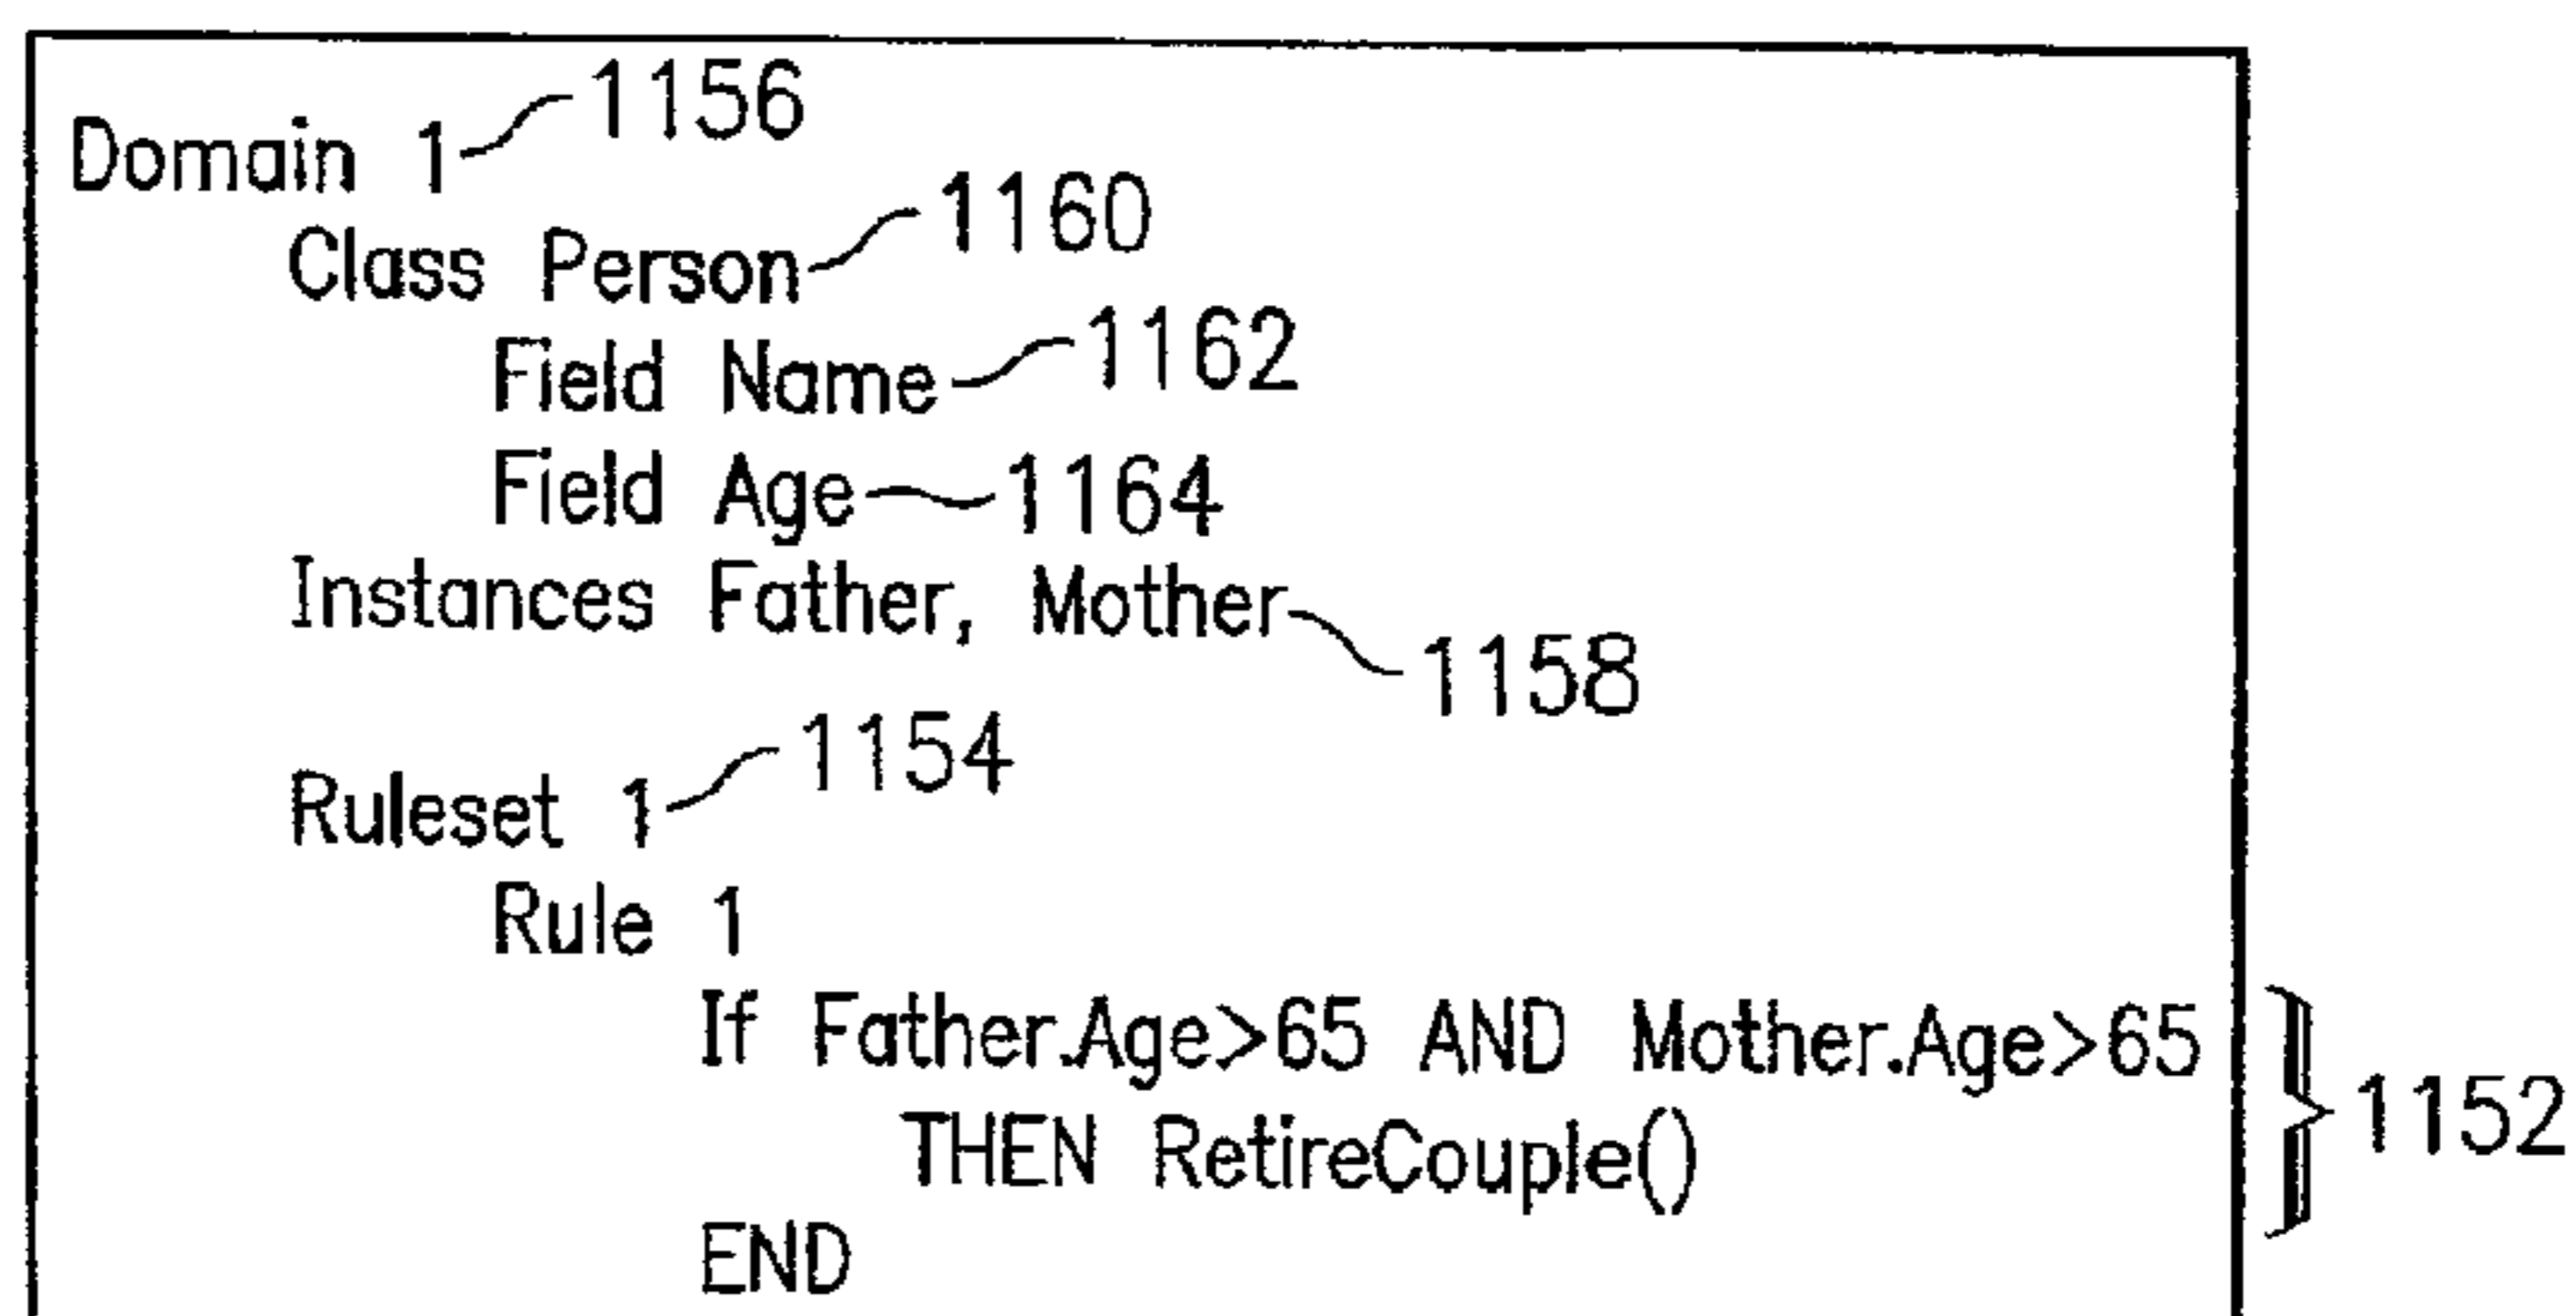 Domain 1 1156
Class Person 1160
Field Name 1162
Field Age 1164
Instances Father, Mother 1158
Ruleset 1 1154
Rule 1
If Father.Age>65 AND Mother.Age>65
THEN RetireCouple() 1152
END